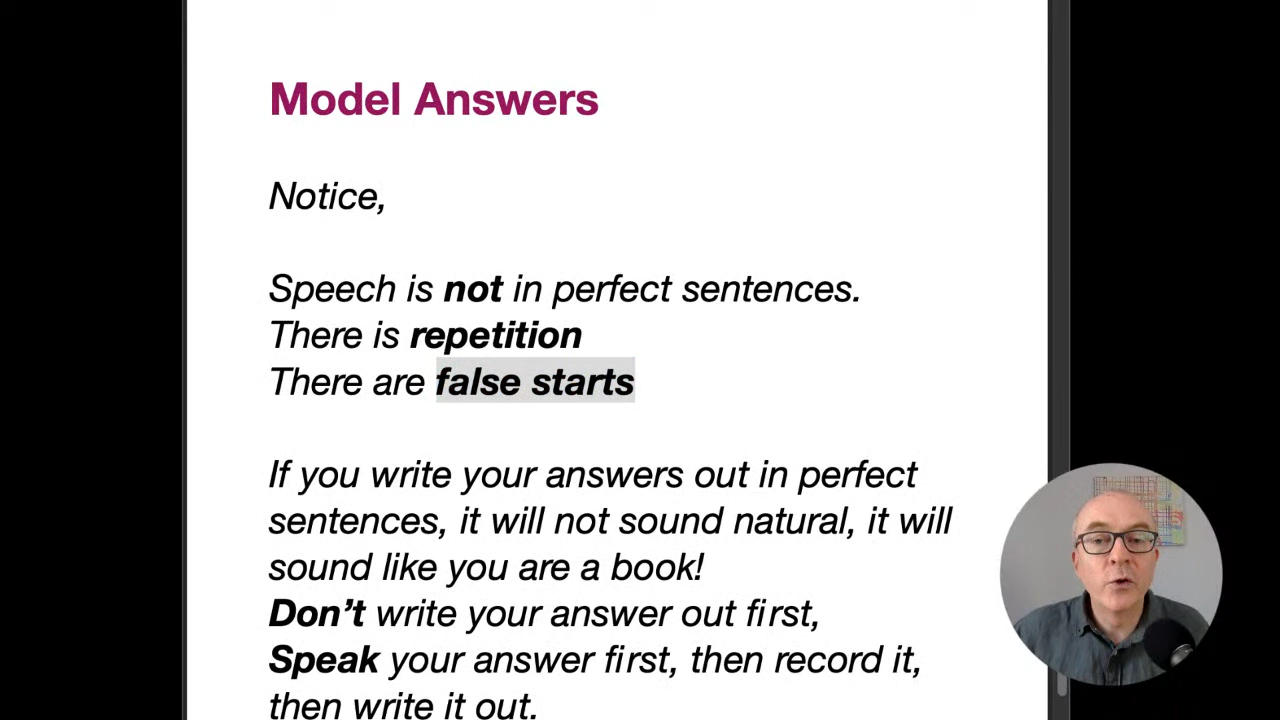 Model Answers
Notice,
Speech is not in perfect sentences.
There is repetition
There are false starts
If you write your answers out in perfect
sentences, it will not sound natural, it will
sound like you are a book!
Don't write your answer out first,
Speak your answer first, then record it,
then write it out.